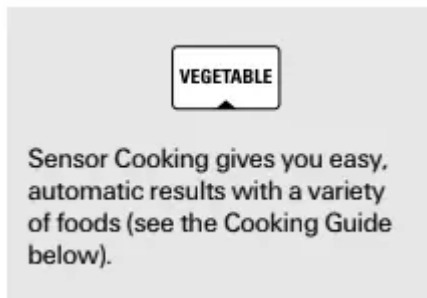 VEGETABLE
Sensor Cooking gives you easy,
automatic results with a variety
of foods (see the Cooking Guide
below).